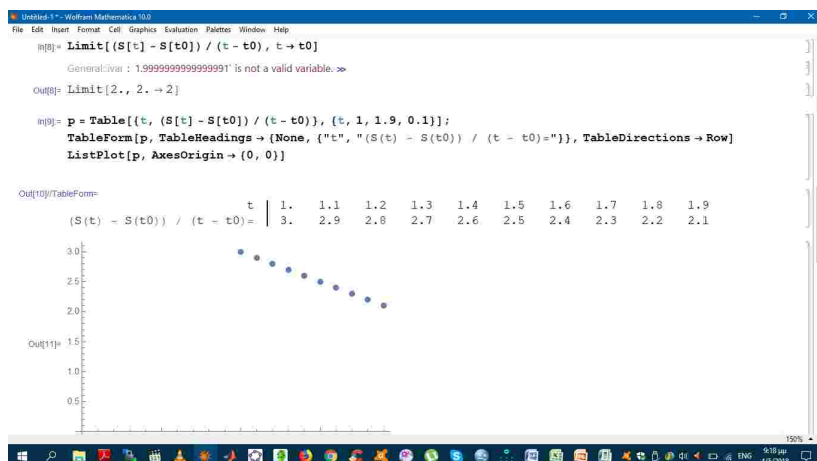 Untitled-1 * - Wolfram Mathematica 10.0
File Edit Insert Format Cell Graphics Evaluation Palettes Window Help
In[8]:= Limit[(S[t] - S[t0]) / (t - t0), t → t0]
General::ivar : 1.9999999999999991` is not a valid variable. ≫
Out[8]= Limit[2., 2. → 2]
In[9]:= p = Table[{t, (S[t] - S[t0]) / (t - t0)}, {t, 1, 1.9, 0.1}];
TableForm[p, TableHeadings → {None, {"t", "(S(t) - S(t0)) / (t - t0)="}}, TableDirections → Row]
ListPlot[p, AxesOrigin → {0, 0}]
Out[10]//TableForm=
t 1. 1.1 1.2 1.3 1.4 1.5 1.6 1.7 1.8 1.9
(S(t) - S(t0)) / (t - t0)= 3. 2.9 2.8 2.7 2.6 2.5 2.4 2.3 2.2 2.1
3.0
2.5
2.0
Out[11]= 1.5
1.0
0.5
150%
ENG 9:18 μμ